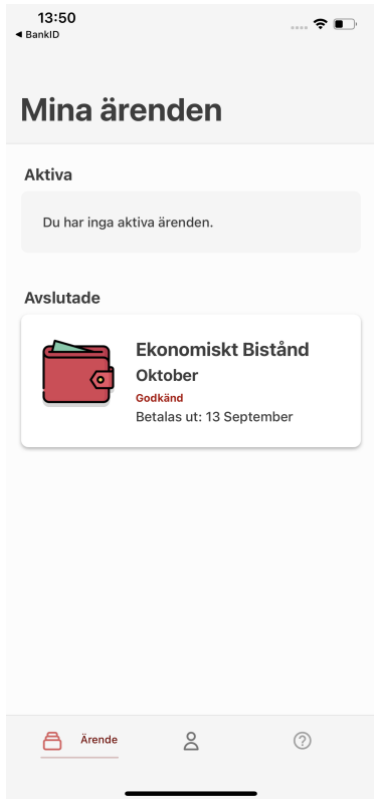 13:50
◀ BankID
Mina ärenden
Aktiva
Du har inga aktiva ärenden.
Avslutade
Ekonomiskt Bistånd
Oktober
Godkänd
Betalas ut: 13 September
Ärende